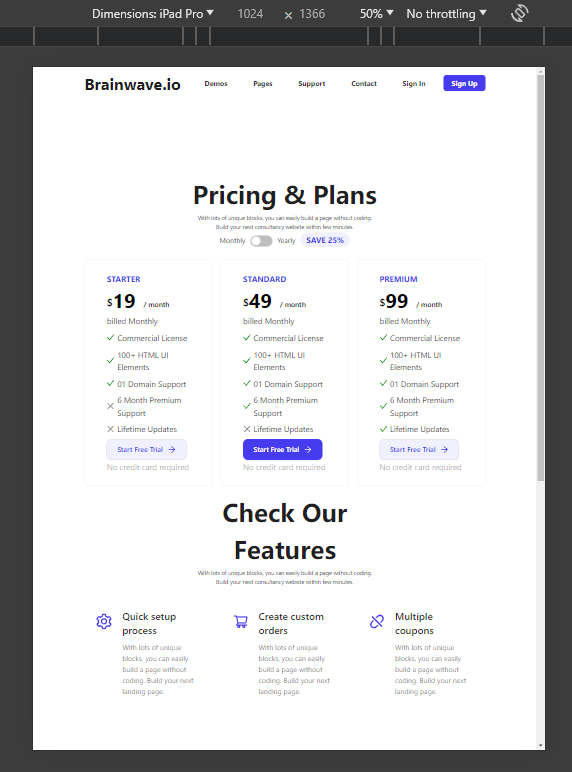 Dimensions: iPad Pro 1024 × 1366 50% No throttling
Brainwave.io Demos Pages Support Contact Sign In Sign Up
Pricing & Plans
With lots of unique blocks, you can easily build a page without coding.
Build your next consultancy website within few minutes.
Monthly Yearly SAVE 25%
STARTER
$19 / month
billed Monthly
Commercial License
100+ HTML UI
Elements
01 Domain Support
6 Month Premium
Support
Lifetime Updates
Start Free Trial
No credit card required
STANDARD
$49 / month
billed Monthly
Commercial License
100+ HTML UI
Elements
01 Domain Support
6 Month Premium
Support
Lifetime Updates
Start Free Trial
No credit card required
PREMIUM
$99 / month
billed Monthly
Commercial License
100+ HTML UI
Elements
01 Domain Support
6 Month Premium
Support
Lifetime Updates
Start Free Trial
No credit card required
Check Our
Features
With lots of unique blocks, you can easily build a page without coding.
Build your next consultancy website within few minutes.
Quick setup
process
With lots of unique
blocks, you can easily
build a page without
coding. Build your next
landing page.
Create custom
orders
With lots of unique
blocks, you can easily
build a page without
coding. Build your next
landing page.
Multiple
coupons
With lots of unique
blocks, you can easily
build a page without
coding. Build your next
landing page.